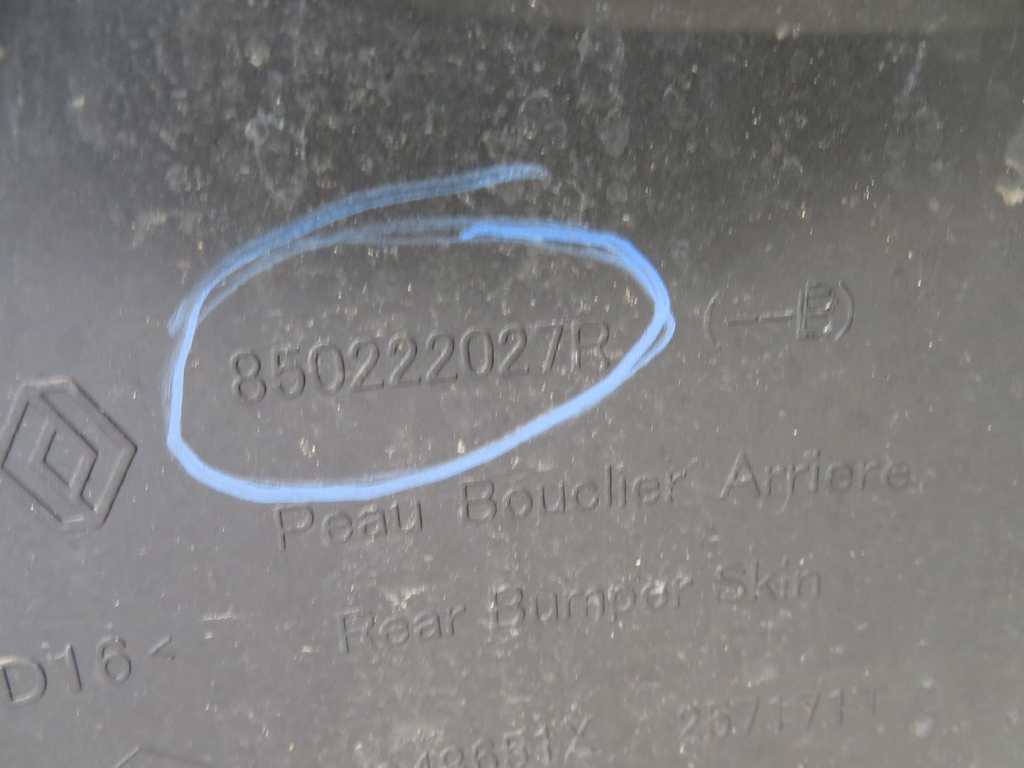 850222027R (—B)
Peau Bouclier Arriere
Rear Bumper Skin
D16<